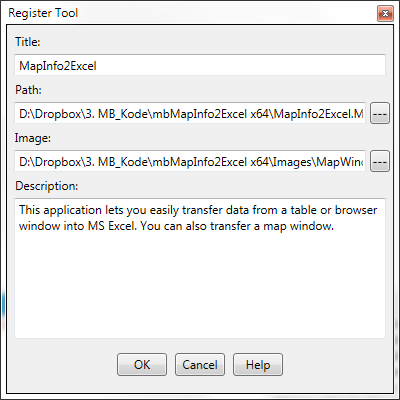 Register Tool
Title:
MapInfo2Excel
Path:
D:\Dropbox\3. MB_Kode\mbMapInfo2Excel x64\MapInfo2Excel.M
---
Image:
D:\Dropbox\3. MB_Kode\mbMapInfo2Excel x64\Images\MapWin
---
Description:
This application lets you easily transfer data from a table or browser
window into MS Excel. You can also transfer a map window.
OK
Cancel
Help